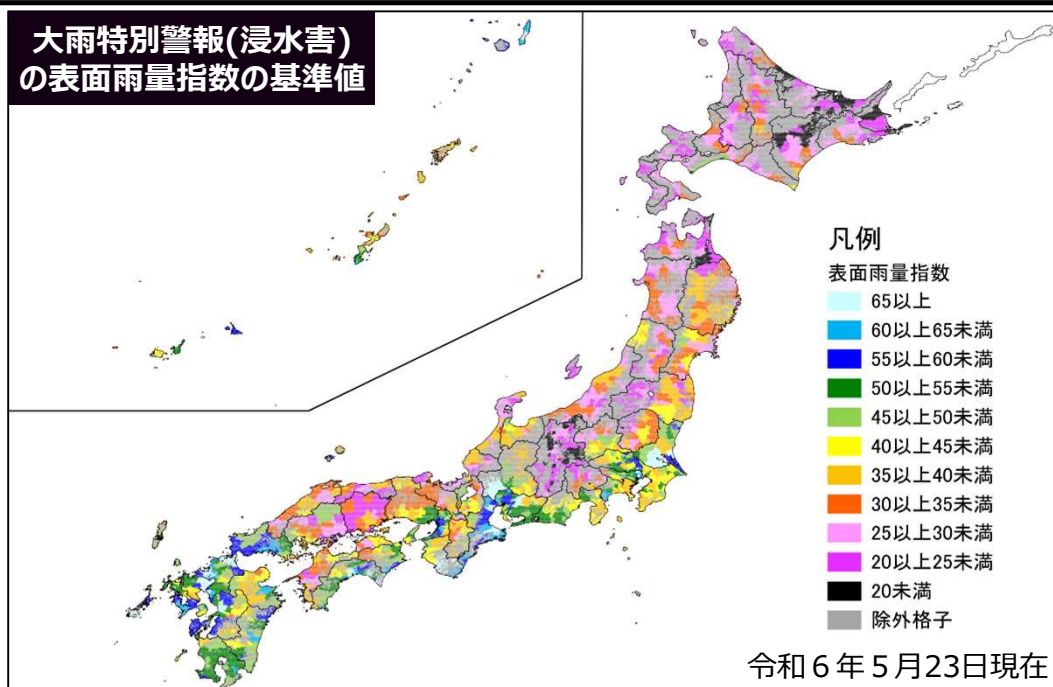 大雨特別警報(浸水害)
の表面雨量指数の基準値
凡例
表面雨量指数
65以上
60以上65未満
55以上60未満
50以上55未満
45以上50未満
40以上45未満
35以上40未満
30以上35未満
25以上30未満
20以上25未満
20未満
除外格子
令和６年５月23日現在